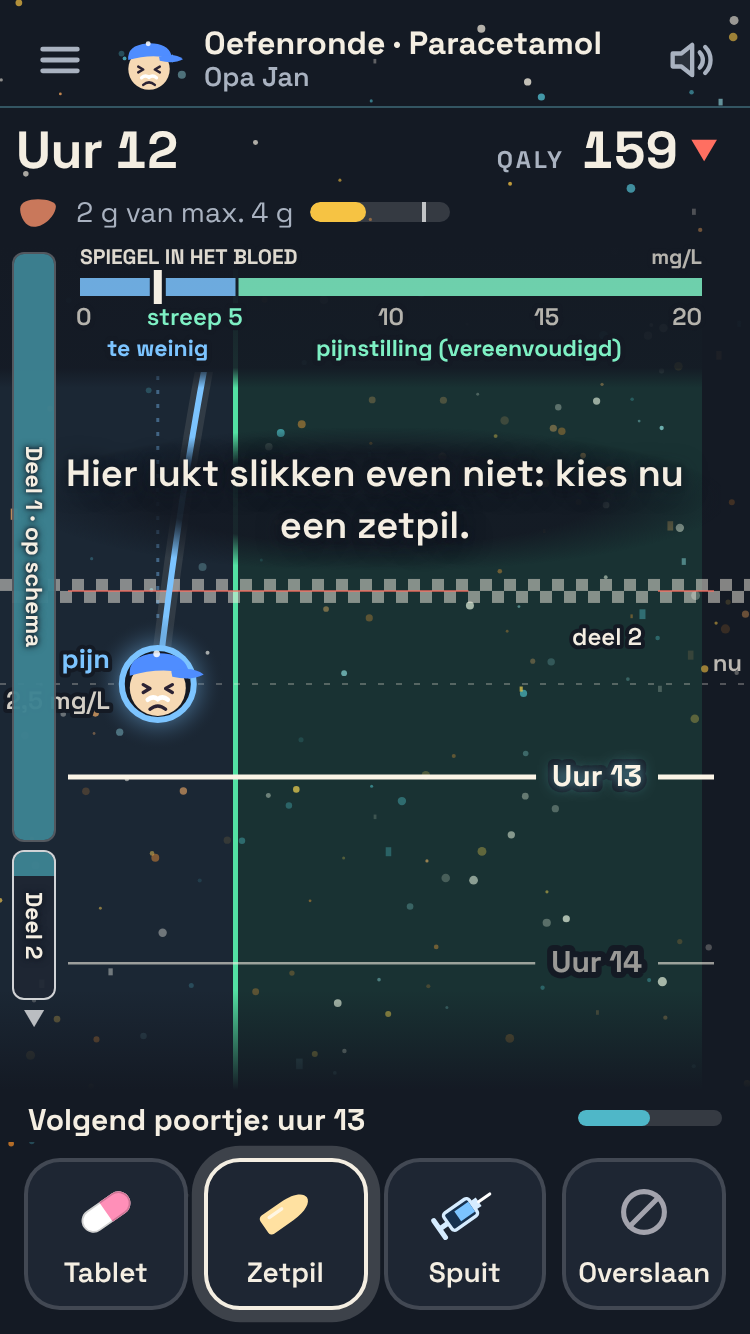 Oefenronde · Paracetamol
Opa Jan
Uur 12
QALY 159
2 g van max. 4 g
SPIEGEL IN HET BLOED mg/L
0 streep 5 10 15 20
te weinig pijnstilling (vereenvoudigd)
Deel 1 · op schema
Hier lukt slikken even niet: kies nu
een zetpil.
deel 2
pijn
nu
2,5 mg/L
Uur 13
Deel 2
Uur 14
Volgend poortje: uur 13
Tablet
Zetpil
Spuit
Overslaan